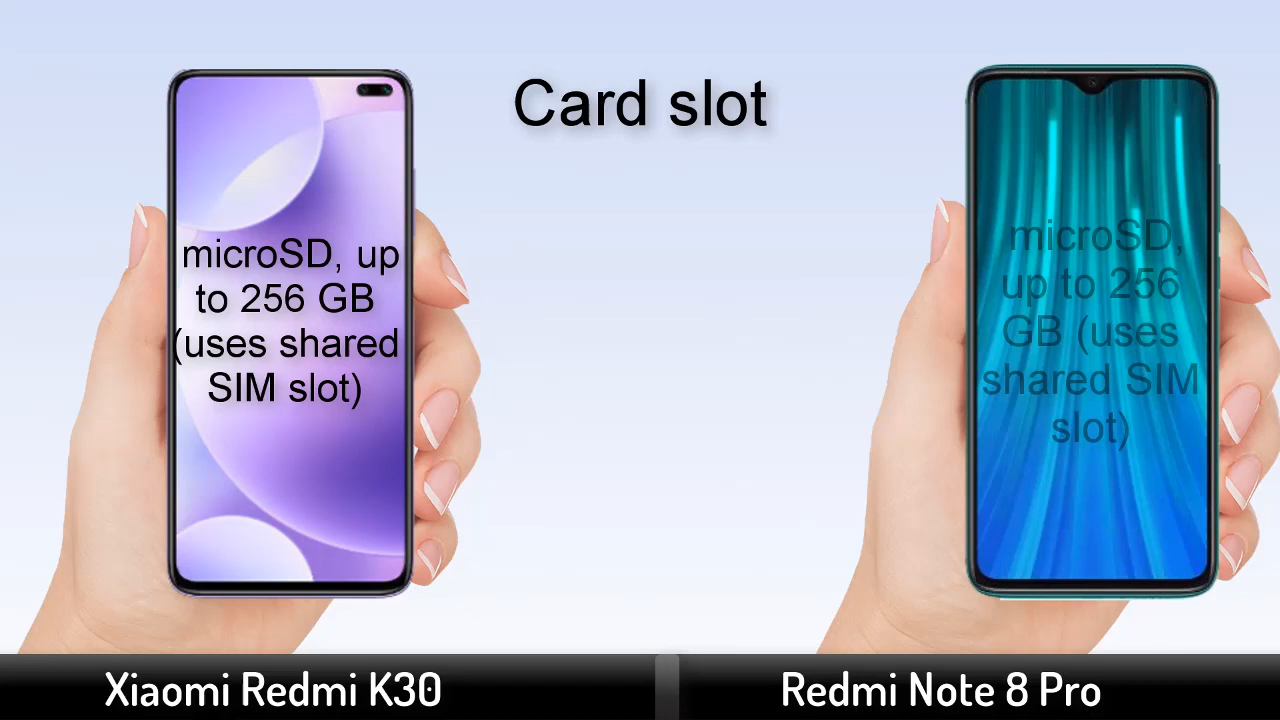 Card slot
microSD, up
to 256 GB
(uses shared
SIM slot)
microSD,
up to 256
GB (uses
shared SIM
slot)
Xiaomi Redmi K30
Redmi Note 8 Pro